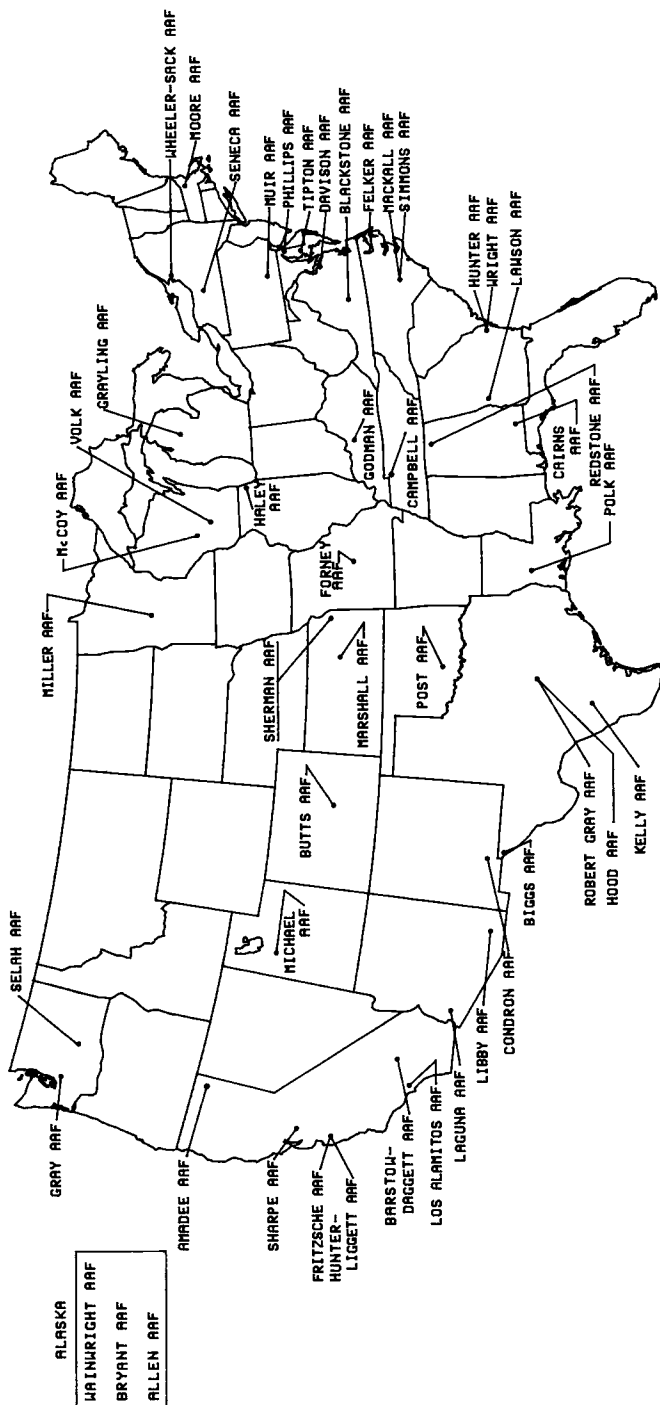 ALASKA
WAINWRIGHT AAF
BRYANT AAF
ALLEN AAF
GRAY AAF
SELAH AAF
AMADEE AAF
SHARPE AAF
FRITZSCHE AAF
HUNTER-
LIGGETT AAF
BARSTOW-
DAGGETT AAF
LOS ALAMITOS AAF
LAGUNA AAF
LIBBY AAF
CONDRON AAF
MICHAEL
AAF
BUTTS AAF
BIGGS AAF
ROBERT GRAY AAF
HOOD AAF
KELLY AAF
MILLER AAF
SHERMAN AAF
MARSHALL AAF
POST AAF
McCOY AAF
VOLK AAF
GRAYLING AAF
HALEY
AAF
FORNEY
AAF
GODMAN AAF
CAMPBELL AAF
CAIRNS
AAF
REDSTONE AAF
POLK AAF
WHEELER-SACK AAF
MOORE AAF
SENECA AAF
MUIR AAF
PHILLIPS AAF
TIPTON AAF
DAVISON AAF
BLACKSTONE AAF
FELKER AAF
MACKALL AAF
SIMMONS AAF
HUNTER AAF
WRIGHT AAF
LAWSON AAF